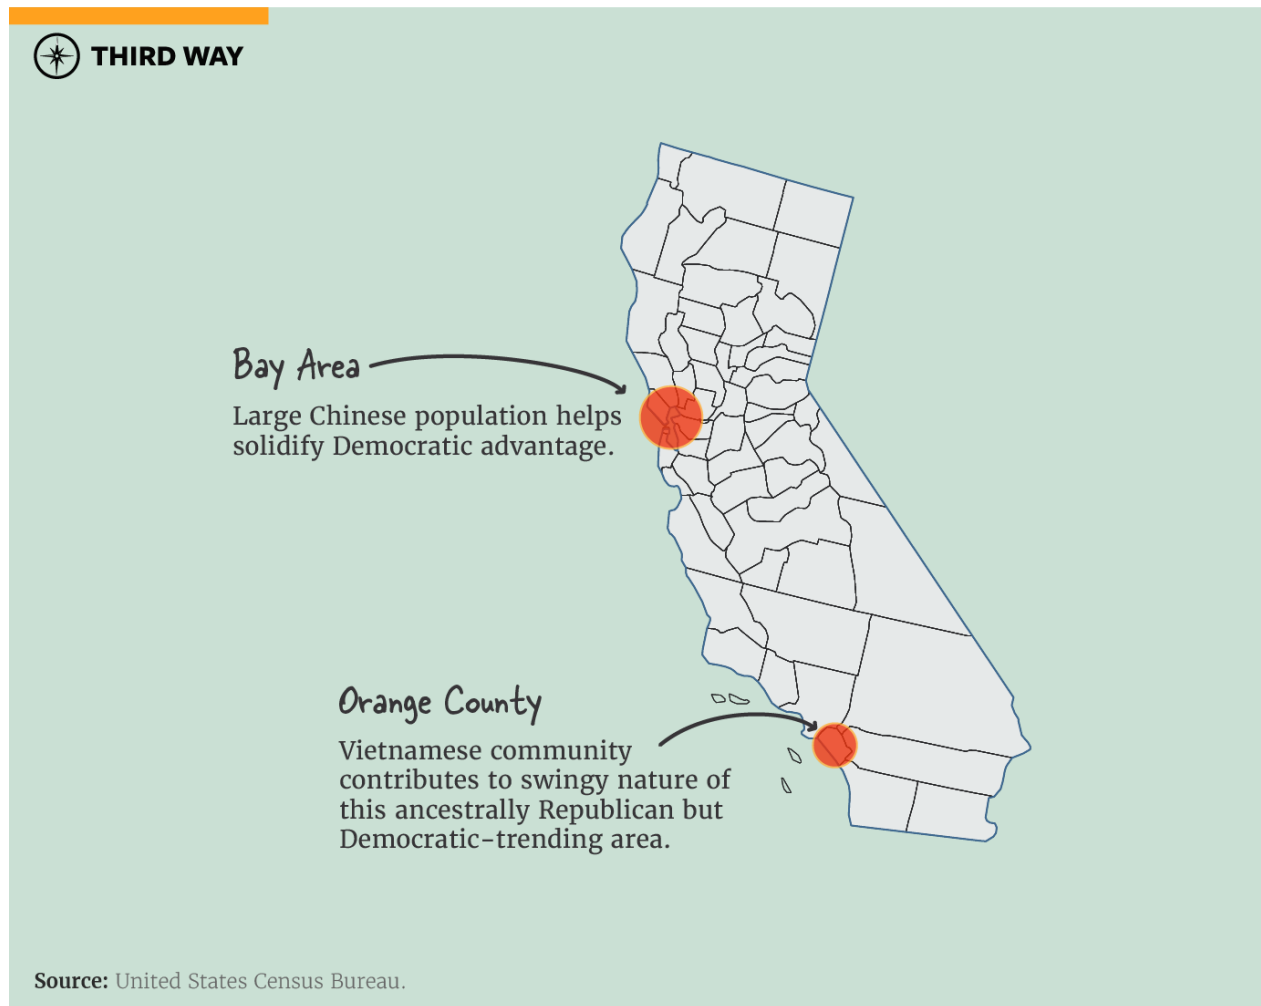 THIRD WAY
Bay Area
Large Chinese population helps
solidify Democratic advantage.
Orange County
Vietnamese community
contributes to swingy nature of
this ancestrally Republican but
Democratic-trending area.
Source: United States Census Bureau.